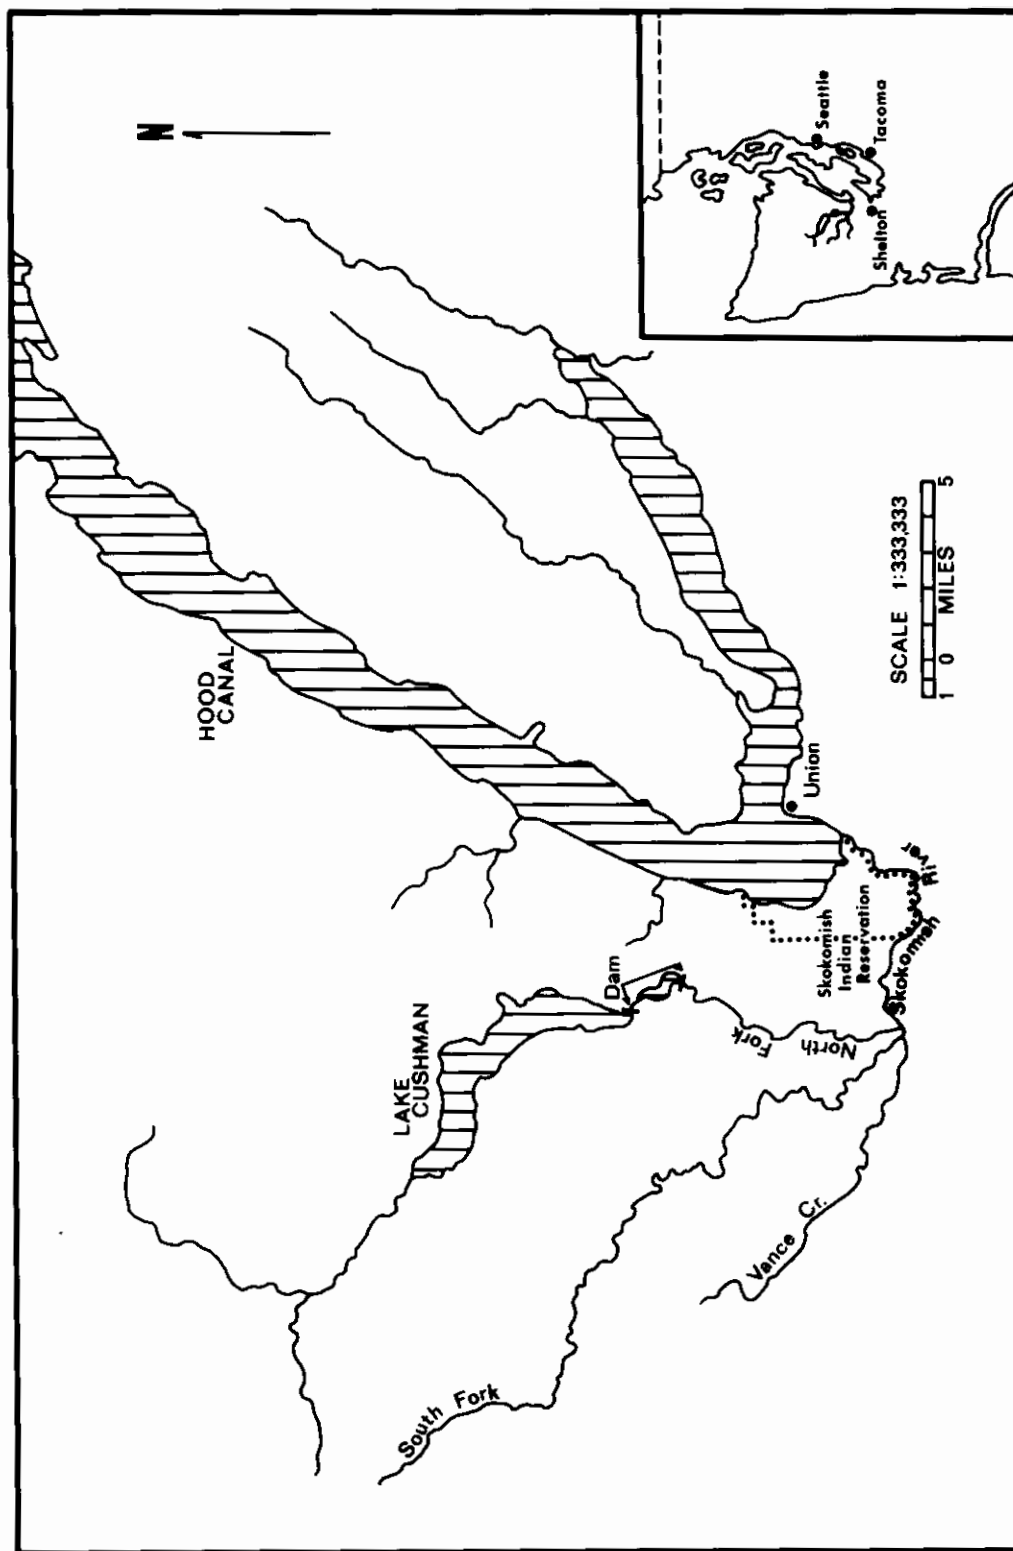 N
HOOD
CANAL
LAKE
CUSHMAN
Dam
North
Fork
South Fork
Vance Cr.
Skokomish
River
Skokomish
Indian
Reservation
Union
SCALE 1:333,333
1 0 MILES 5
Seattle
Tacoma
Shelton